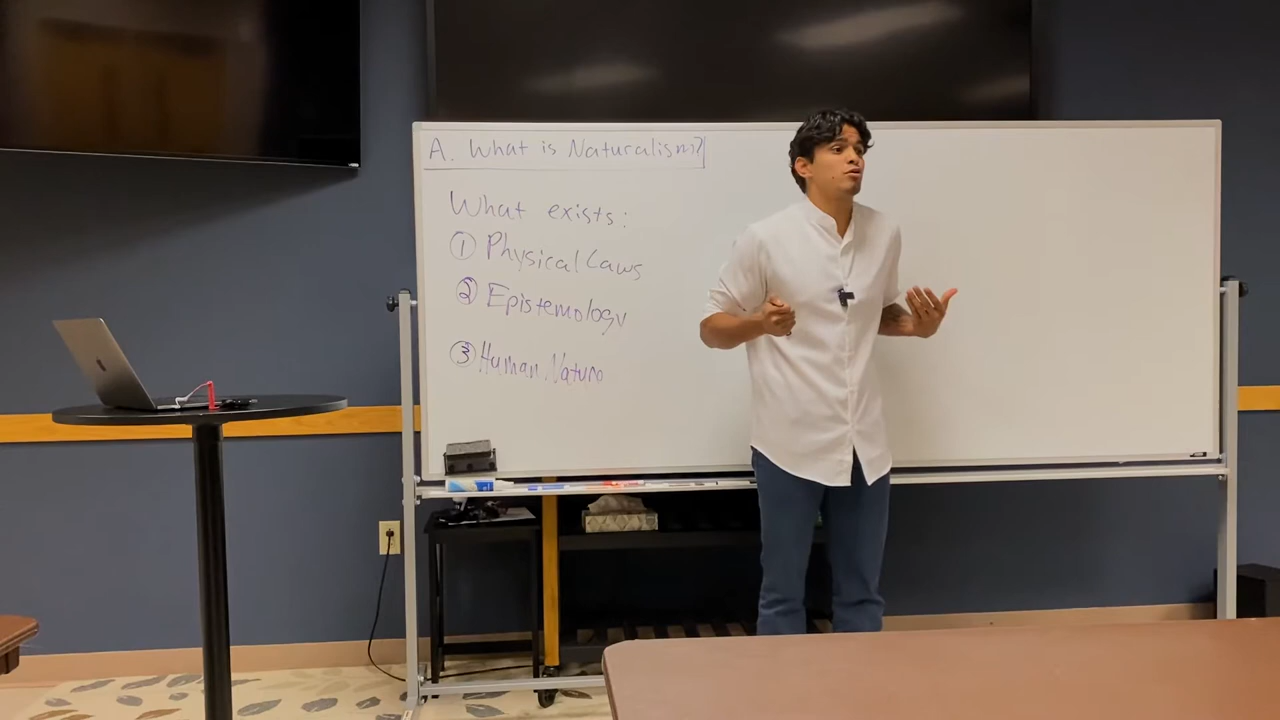 A. What is Naturalism?
What exists:
① Physical Laws
② Epistemology
③ Human Nature